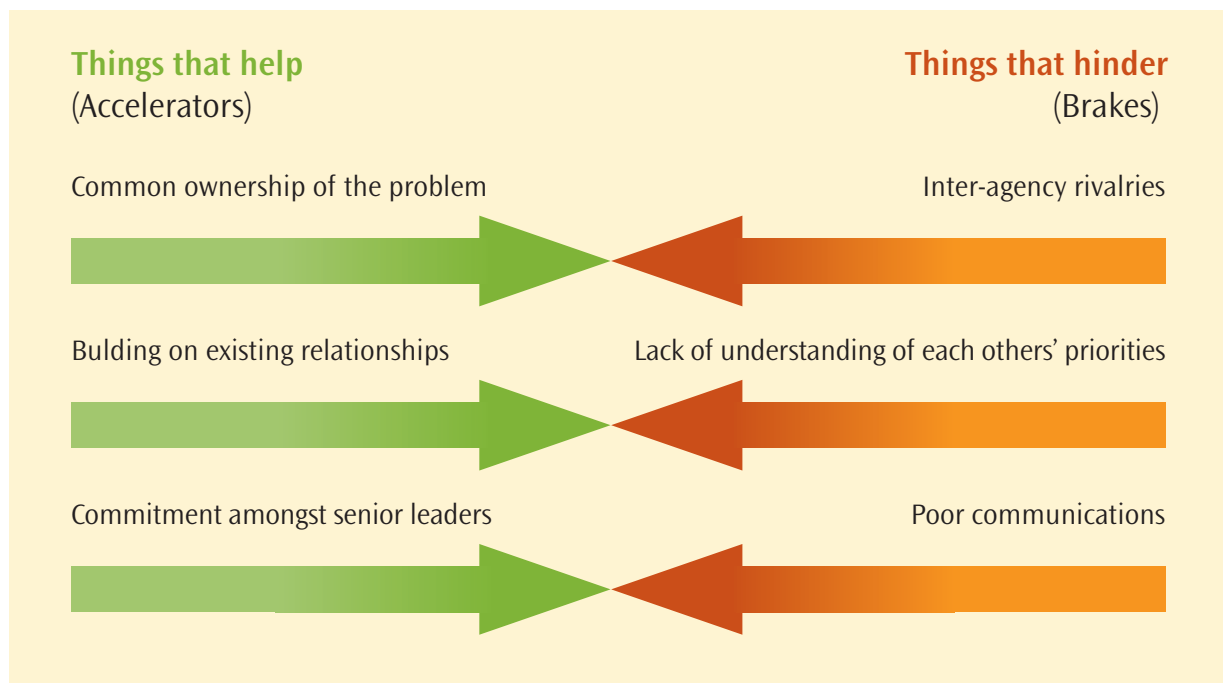 Things that help
(Accelerators)
Things that hinder
(Brakes)
Common ownership of the problem
Inter-agency rivalries
Bulding on existing relationships
Lack of understanding of each others’ priorities
Commitment amongst senior leaders
Poor communications